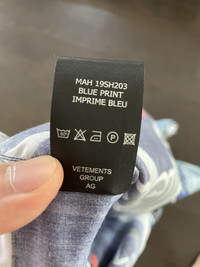 MAH 19SH203
BLUE PRINT
IMPRIME BLEU
VETEMENTS
GROUP
AG